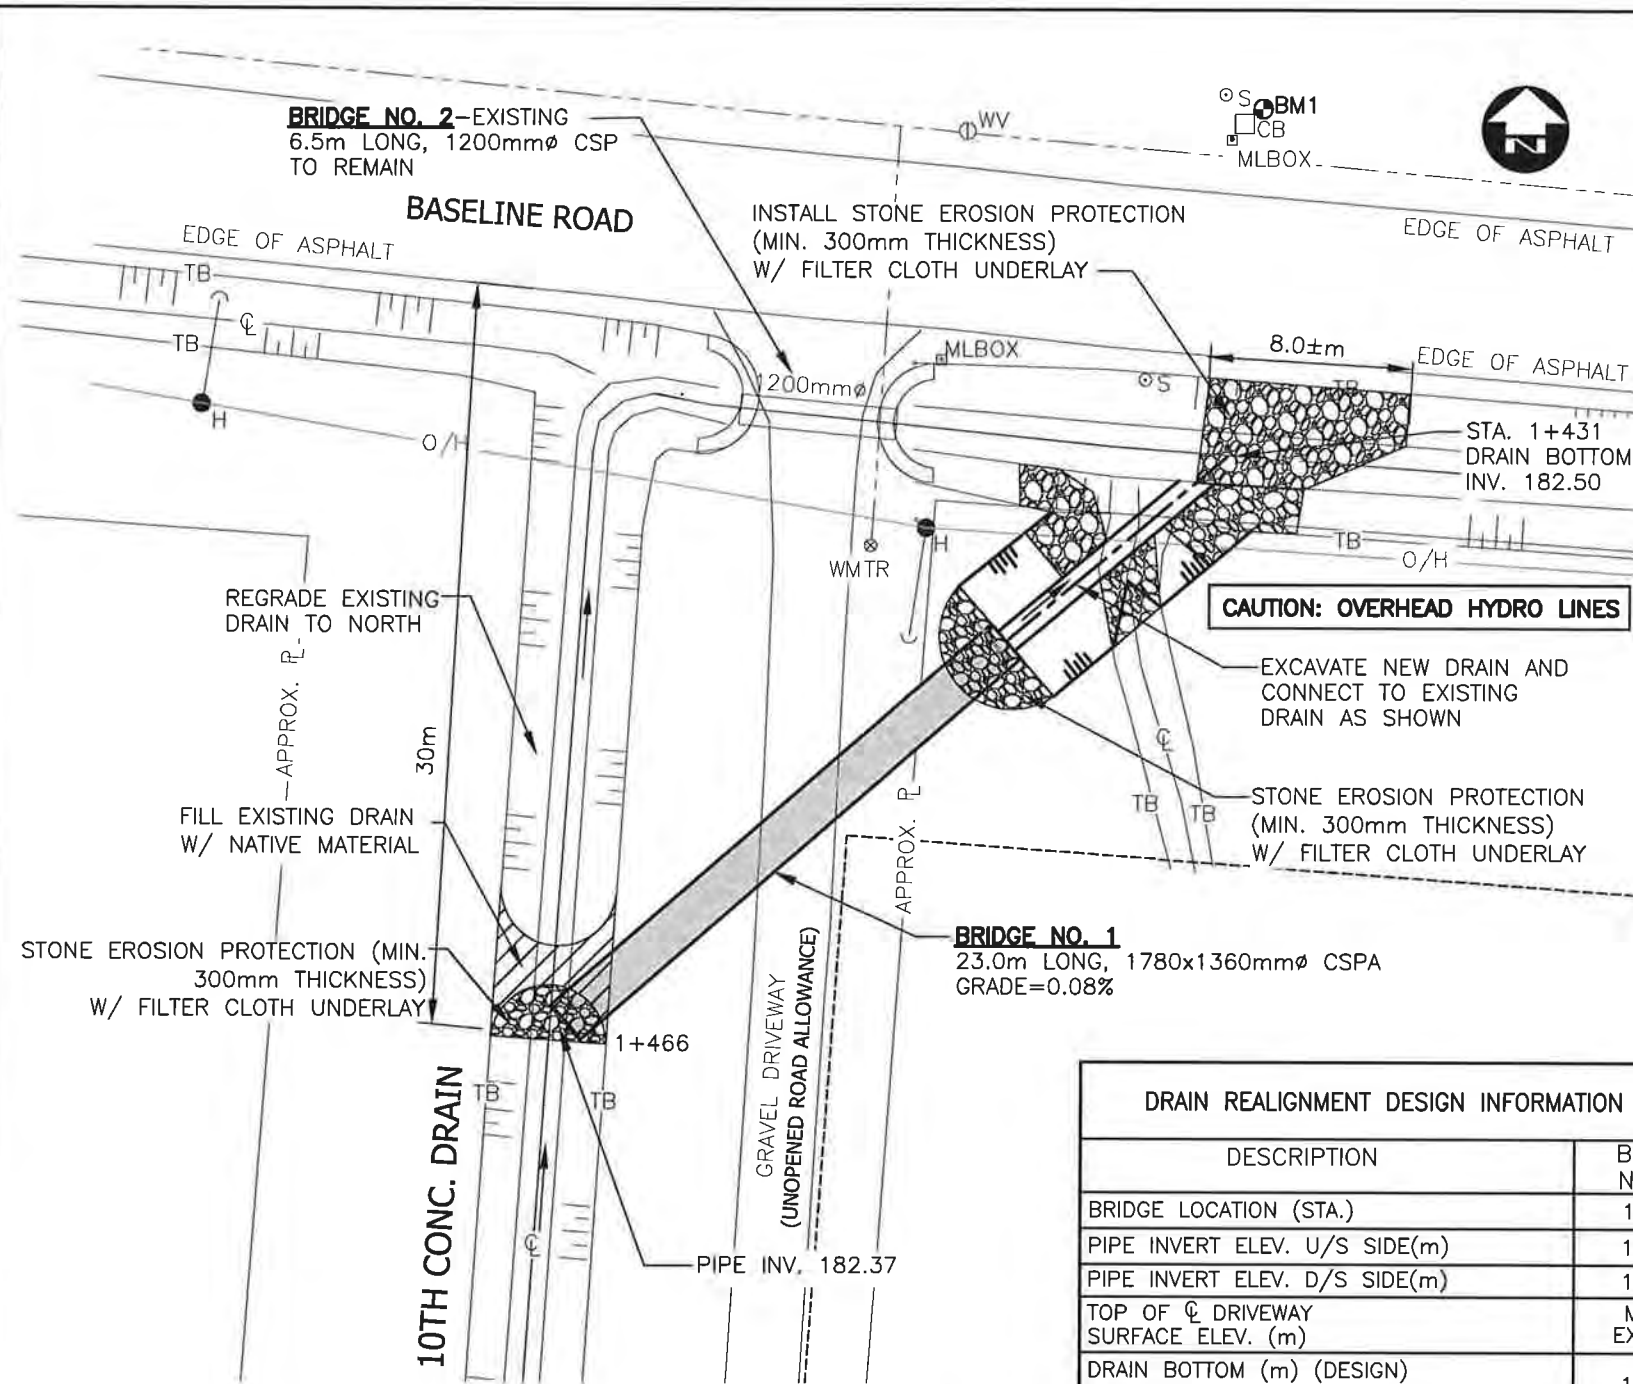 BRIDGE NO. 2-EXISTING
6.5m LONG, 1200mmø CSP
TO REMAIN
BASELINE ROAD
WV
S
BM1
CB
MLBOX
N
INSTALL STONE EROSION PROTECTION
(MIN. 300mm THICKNESS)
W/ FILTER CLOTH UNDERLAY
EDGE OF ASPHALT
EDGE OF ASPHALT
TB
℄
TB
H
O/H
1200mmø
MLBOX
S
8.0±m
TB
EDGE OF ASPHALT
STA. 1+431
DRAIN BOTTOM
INV. 182.50
H
WMTR
TB
O/H
CAUTION: OVERHEAD HYDRO LINES
REGRADE EXISTING
DRAIN TO NORTH
APPROX. ℄
30m
EXCAVATE NEW DRAIN AND
CONNECT TO EXISTING
DRAIN AS SHOWN
℄
TB
TB
STONE EROSION PROTECTION
(MIN. 300mm THICKNESS)
W/ FILTER CLOTH UNDERLAY
FILL EXISTING DRAIN
W/ NATIVE MATERIAL
APPROX. ℄
STONE EROSION PROTECTION (MIN.
300mm THICKNESS)
W/ FILTER CLOTH UNDERLAY
BRIDGE NO. 1
23.0m LONG, 1780x1360mmø CSPA
GRADE=0.08%
1+466
TB
TB
10TH CONC. DRAIN
℄
GRAVEL DRIVEWAY
(UNOPENED ROAD ALLOWANCE)
PIPE INV. 182.37
DRAIN REALIGNMENT DESIGN INFORMATION
DESCRIPTION
B
N
BRIDGE LOCATION (STA.)
1
PIPE INVERT ELEV. U/S SIDE(m)
1
PIPE INVERT ELEV. D/S SIDE(m)
1
TOP OF ℄ DRIVEWAY
SURFACE ELEV. (m)
M
EX
DRAIN BOTTOM (m) (DESIGN)
1